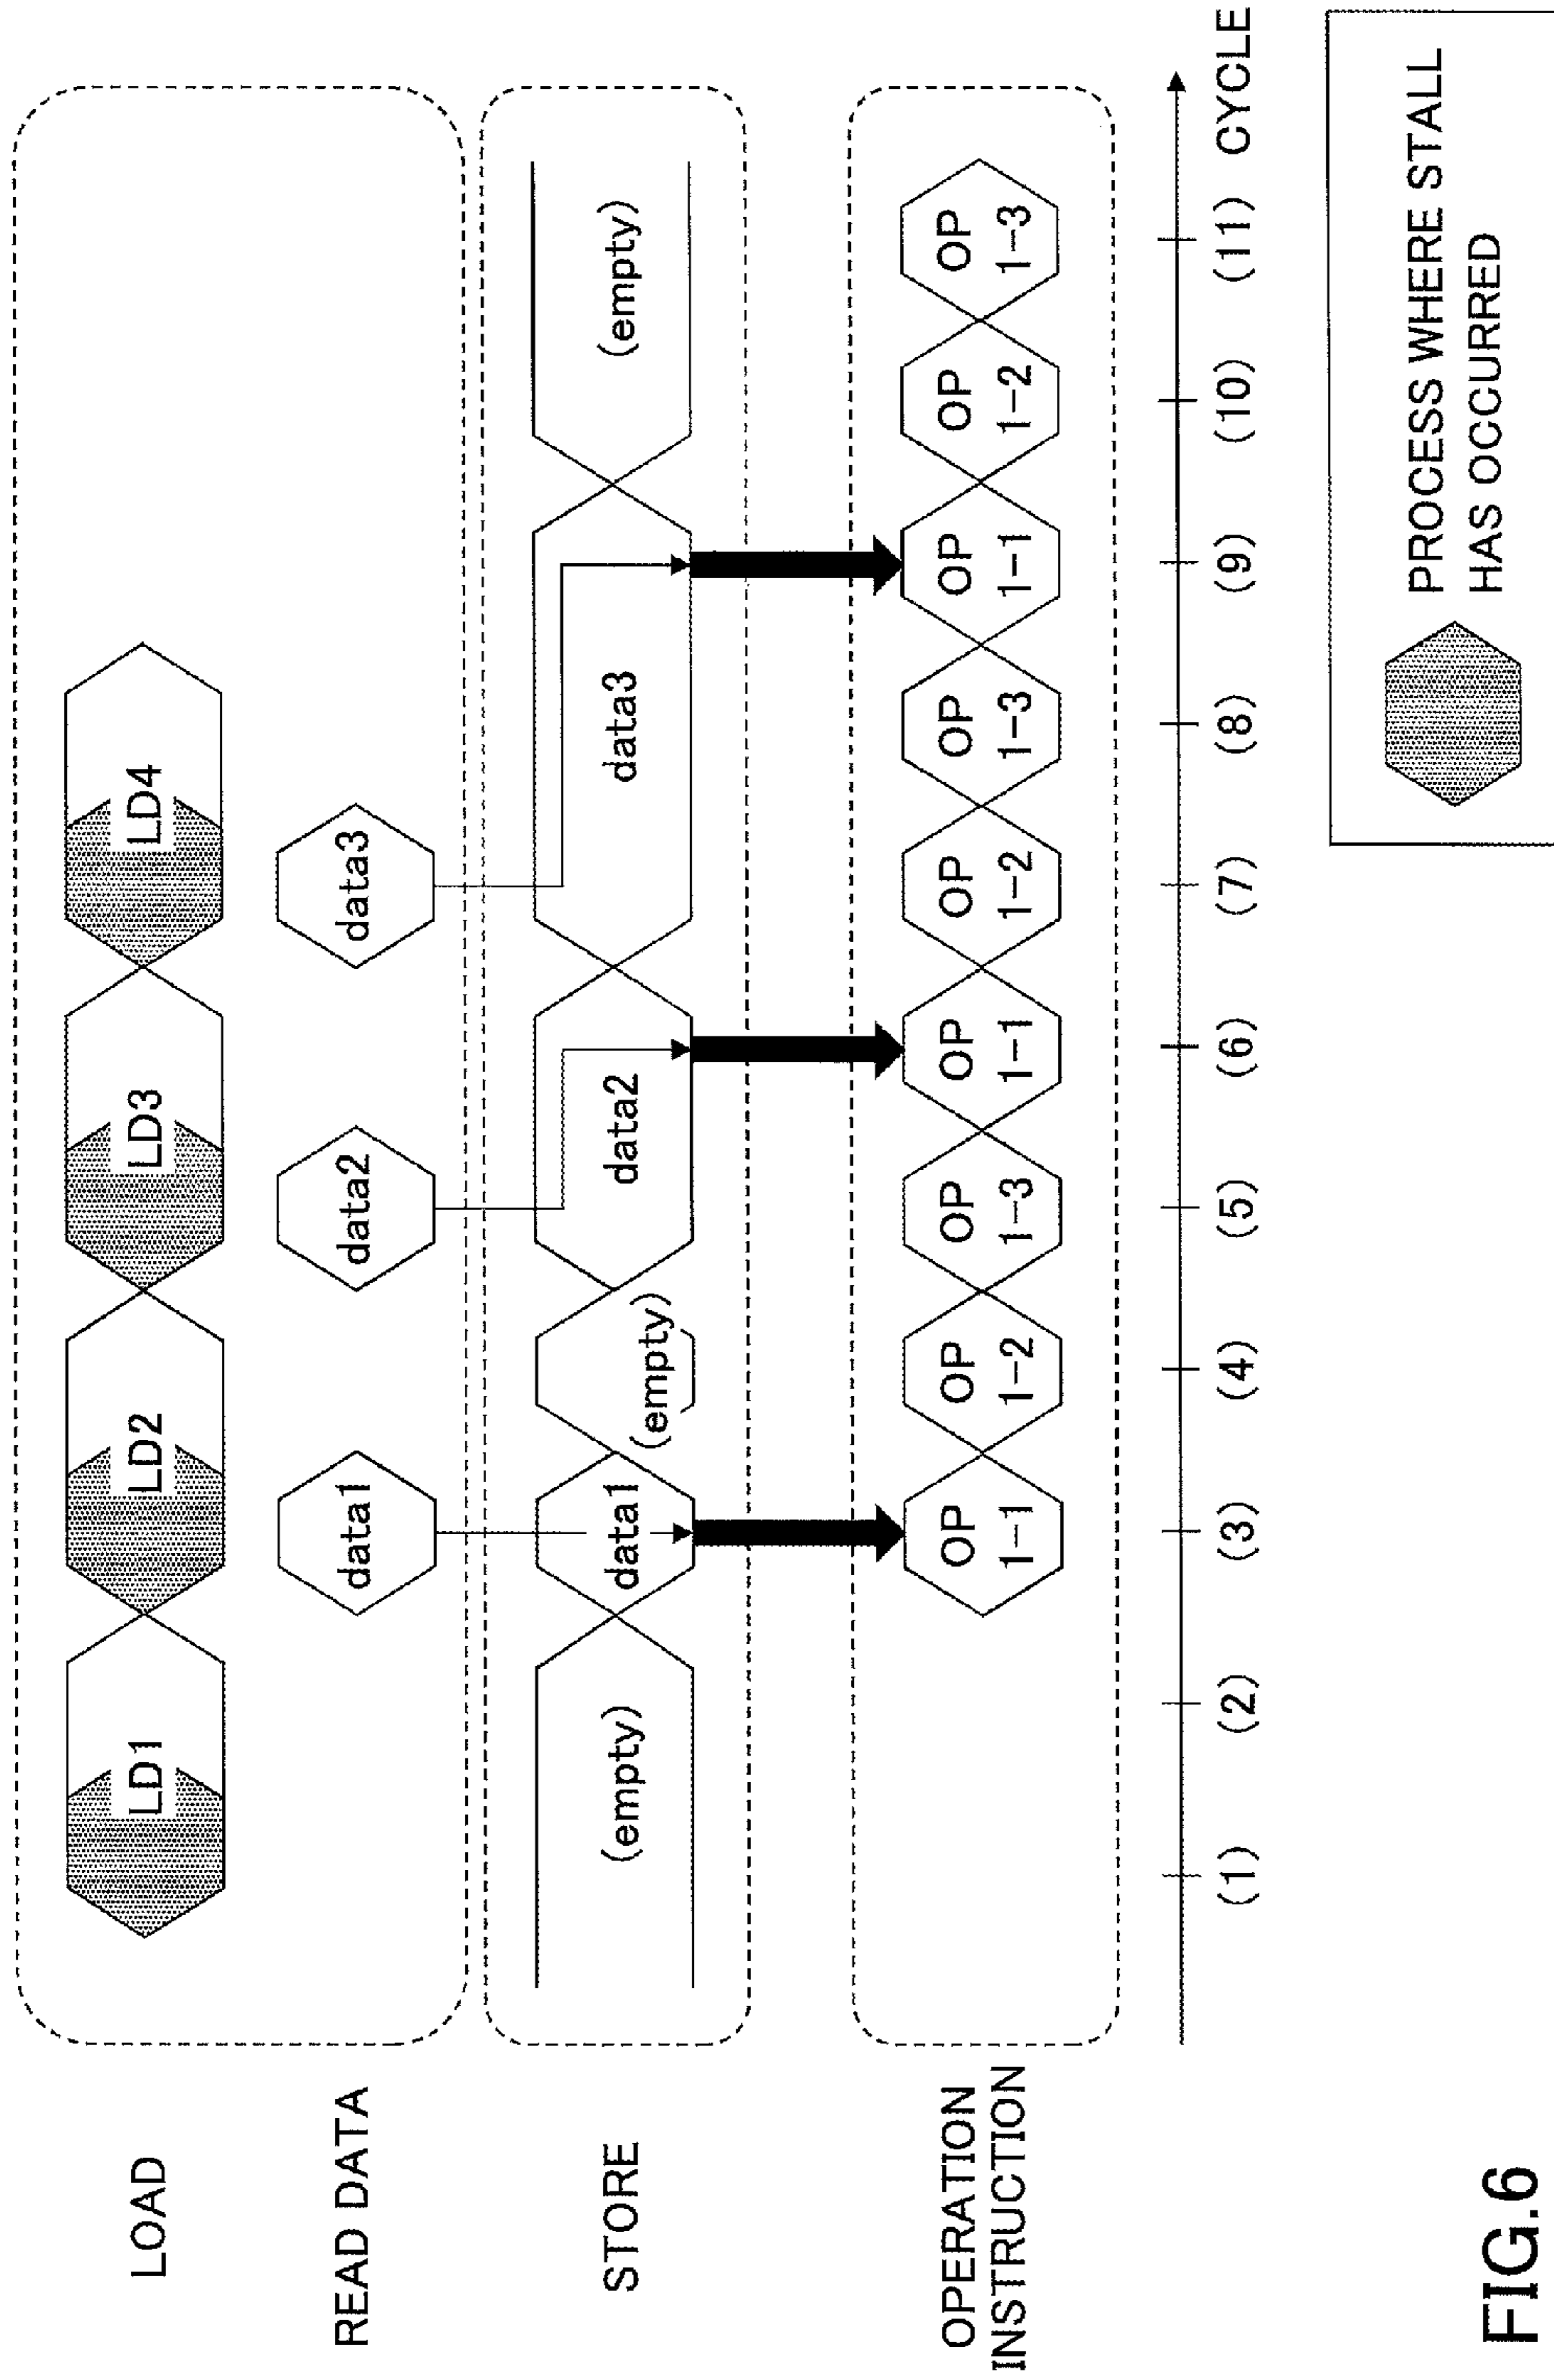 LOAD
LD1
LD2
LD3
LD4
READ DATA
data1
data2
data3
STORE
(empty)
data1
(empty)
data2
data3
(empty)
OPERATION
INSTRUCTION
OP
1-1
OP
1-2
OP
1-3
OP
1-1
OP
1-2
OP
1-3
OP
1-1
OP
1-2
OP
1-3
(1)
(2)
(3)
(4)
(5)
(6)
(7)
(8)
(9)
(10)
(11)
CYCLE
PROCESS WHERE STALL
HAS OCCURRED
FIG.6